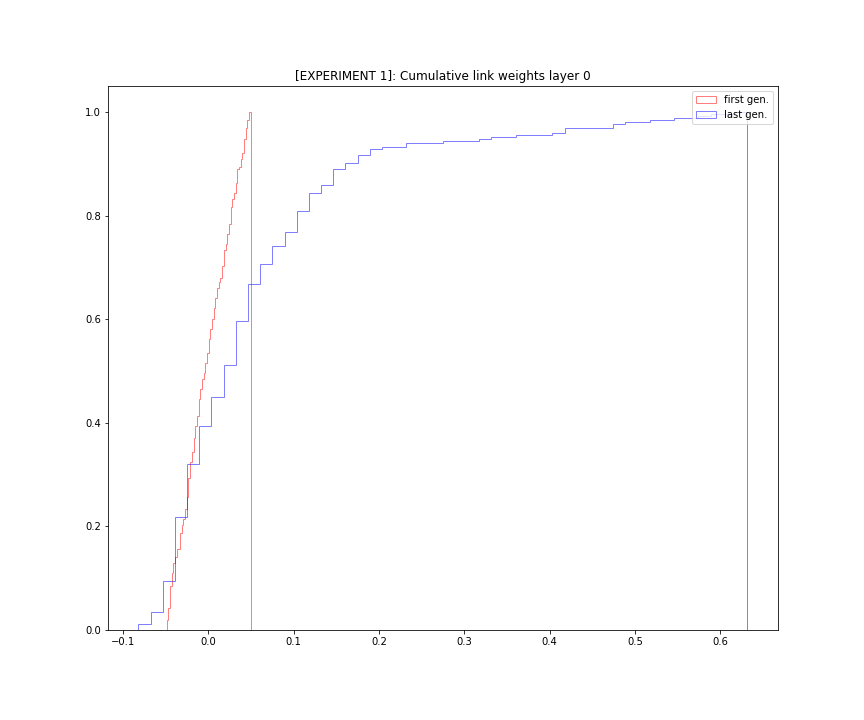 [EXPERIMENT 1]: Cumulative link weights layer 0
first gen.
last gen.
1.0
0.8
0.6
0.4
0.2
0.0
−0.1 0.0 0.1 0.2 0.3 0.4 0.5 0.6